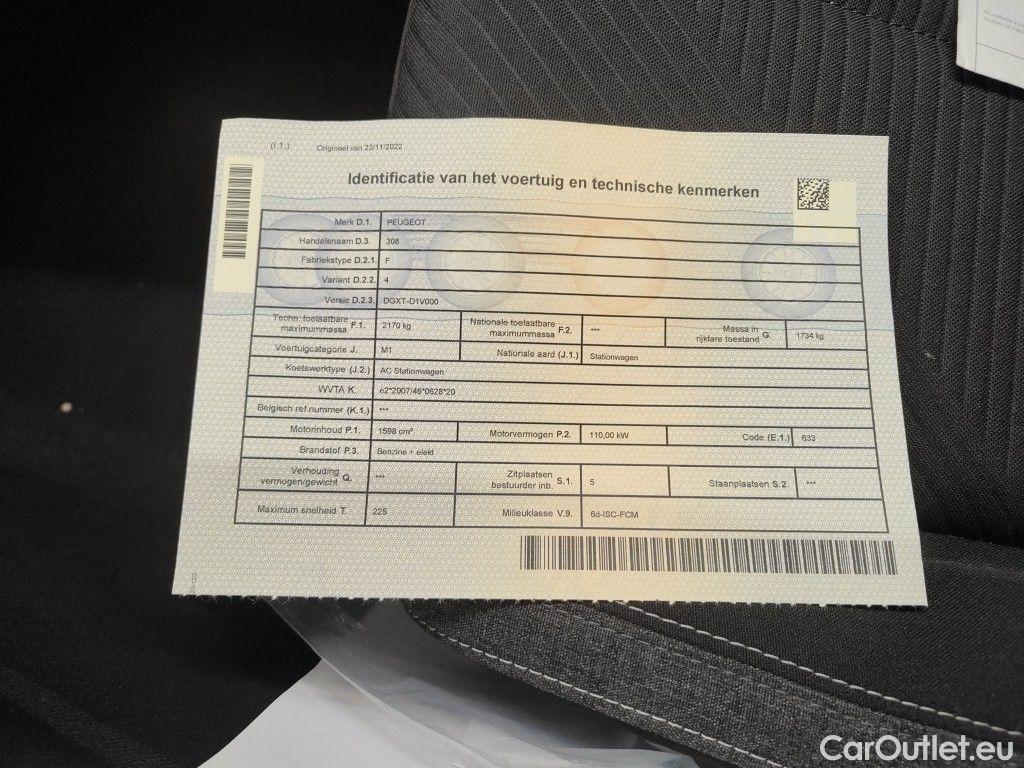 (I.1.) Origineel van 23/11/2022
Identificatie van het voertuig en technische kenmerken
Merk D.1. PEUGEOT
Handelsnaam D.3. 308
Fabriekstype D.2.1. F
Variant D.2.2. 4
Versie D.2.3. DGXT-D1V000
Techn. toelaatbare maximummassa F.1. 2170 kg Nationale toelaatbare maximummassa F.2. *** Massa in rijklare toestand G. 1734 kg
Voertuigcategorie J. M1 Nationale aard (J.1.) Stationwagen
Koetswerktype (J.2.) AC Stationwagen
WVTA K. e2*2007/46*0628*20
Belgisch ref.nummer (K.1.) ***
Motorinhoud P.1. 1598 cm³ Motorvermogen P.2. 110,00 kW Code (E.1.) 633
Brandstof P.3. Benzine + elekt
Verhouding vermogen/gewicht Q. *** Zitplaatsen bestuurder inb. S.1. 5 Staanplaatsen S.2. ***
Maximum snelheid T. 225 Milieuklasse V.9. 6d-ISC-FCM
CarOutlet.eu